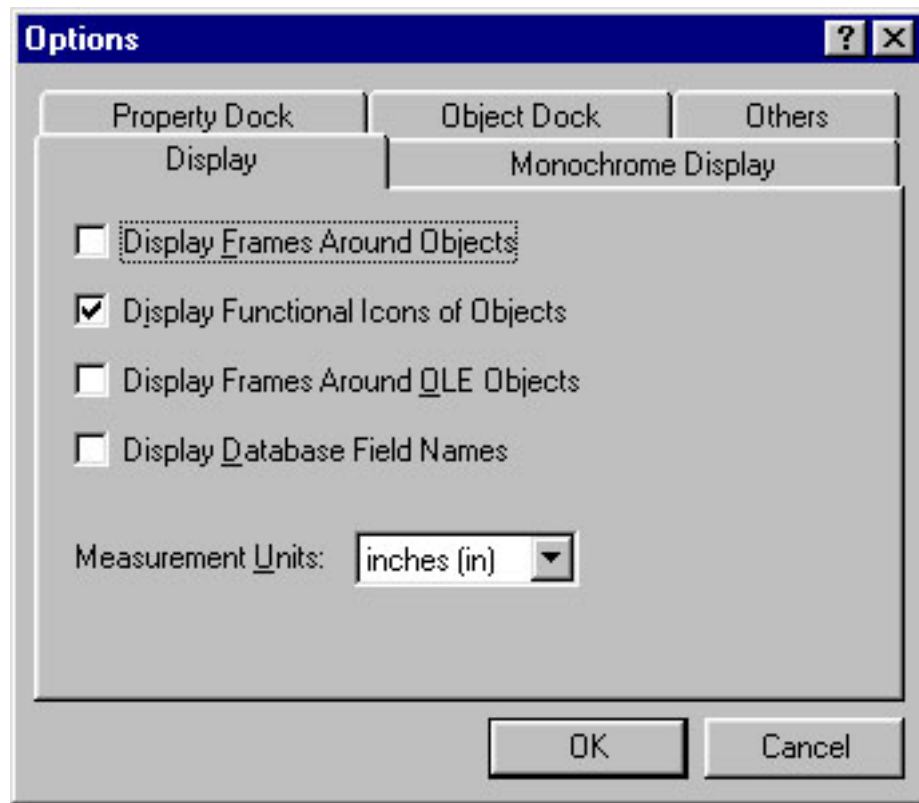 Options
Property Dock Object Dock Others
Display Monochrome Display
Display Frames Around Objects
Display Functional Icons of Objects
Display Frames Around OLE Objects
Display Database Field Names
Measurement Units: inches (in)
OK Cancel